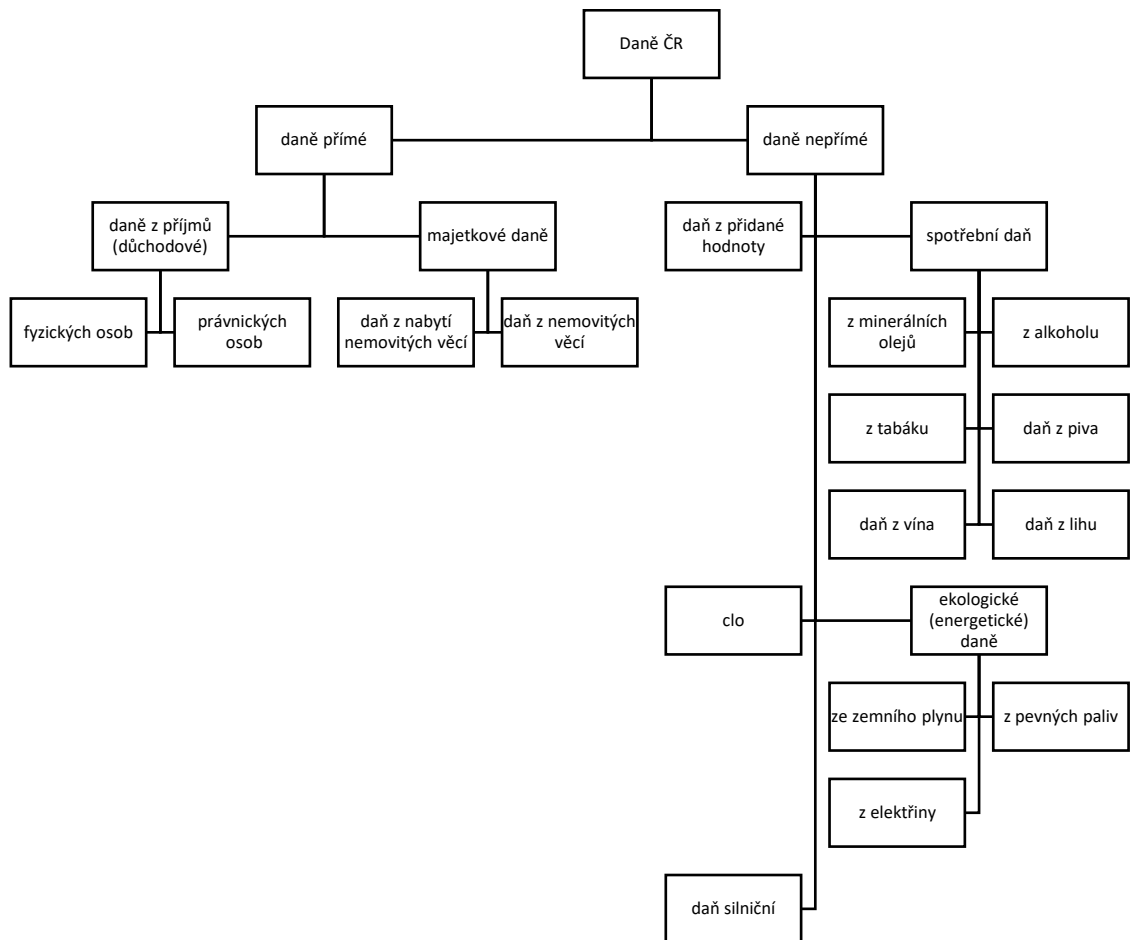 Daně ČR
daně přímé
daně nepřímé
daně z příjmů
(důchodové)
majetkové daně
daň z přidané
hodnoty
spotřební daň
fyzických osob
právnických
osob
daň z nabytí
nemovitých věcí
daň z nemovitých
věcí
z minerálních
olejů
z alkoholu
z tabáku
daň z piva
daň z vína
daň z lihu
clo
ekologické
(energetické)
daně
ze zemního plynu
z pevných paliv
z elektřiny
daň silniční